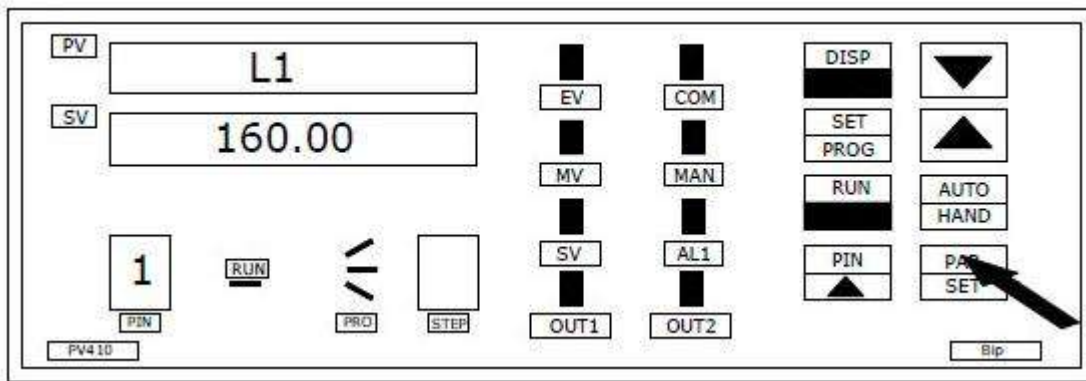 PV
L1
SV
160.00
1
PIN
RUN
PRO
STEP
PV410
EV
COM
MV
MAN
SV
AL1
OUT1
OUT2
DISP
SET
PROG
RUN
AUTO
HAND
PIN
PAR
SET
Bip